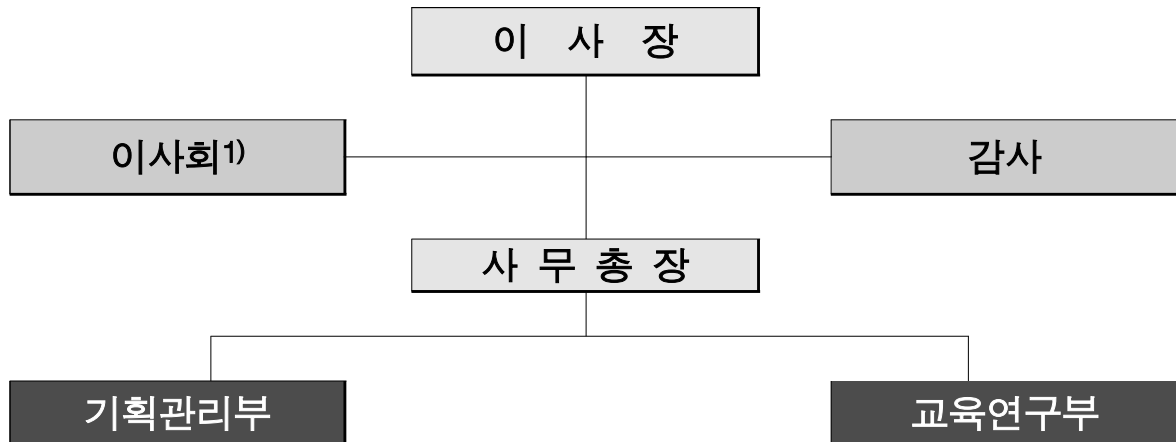 이 사 장
이사회1)
감사
사 무 총 장
기획관리부
교육연구부